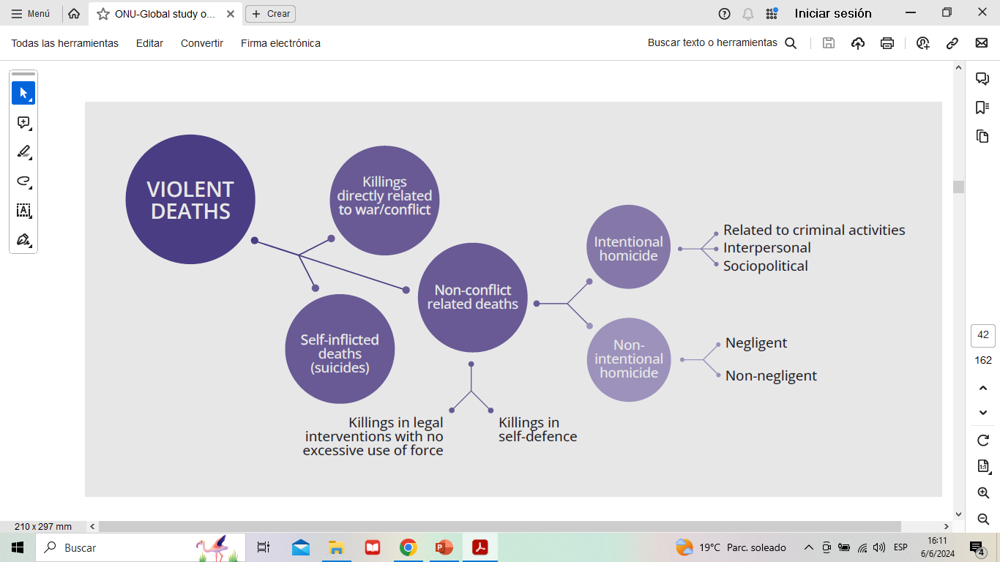 Menú
ONU-Global study o...
Crear
Iniciar sesión
Todas las herramientas
Editar
Convertir
Firma electrónica
Buscar texto o herramientas
VIOLENT
DEATHS
Killings
directly related
to war/conflict
Non-conflict
related deaths
Self-inflicted
deaths
(suicides)
Intentional
homicide
Related to criminal activities
Interpersonal
Sociopolitical
Non-
intentional
homicide
Negligent
Non-negligent
Killings in legal
interventions with no
excessive use of force
Killings in
self-defence
42
162
1:1
210 x 297 mm
Buscar
19°C Parc. soleado
ESP
16:11
6/6/2024
4